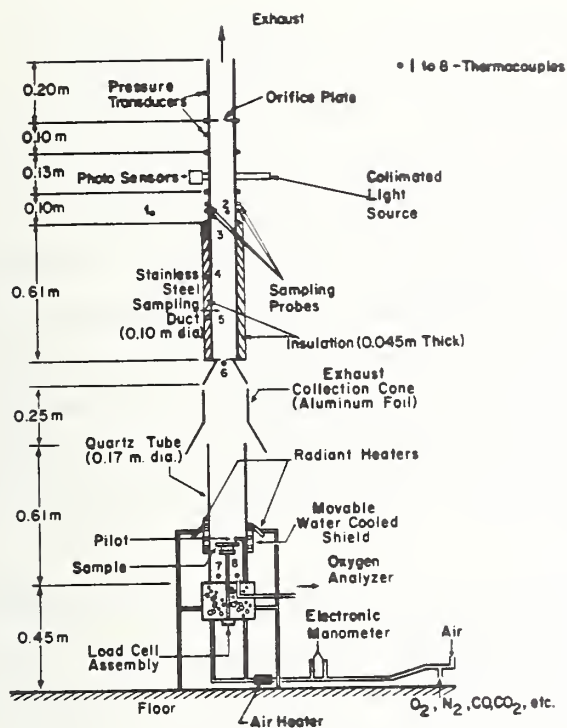 Exhaust
• 1 to 8 - Thermocouples
0.20m
Pressure
Transducers
Orifice Plate
0.10m
0.13m
Photo Sensors
Collimated
Light
Source
0.10m
1
2
3
4
Stainless
Steel
Sampling
Duct
(0.10 m dia)
5
Sampling
Probes
0.61m
Insulation (0.045m Thick)
6
Exhaust
Collection Cone
(Aluminum Foil)
0.25m
Quartz Tube
(0.17 m. dia.)
Radiant Heaters
0.61m
Movable
Water Cooled
Shield
Pilot
Sample
7 8
Oxygen
Analyzer
0.45m
Load Cell
Assembly
Electronic
Manometer
Air
Floor
Air Heater
O2, N2, CO,CO2, etc.